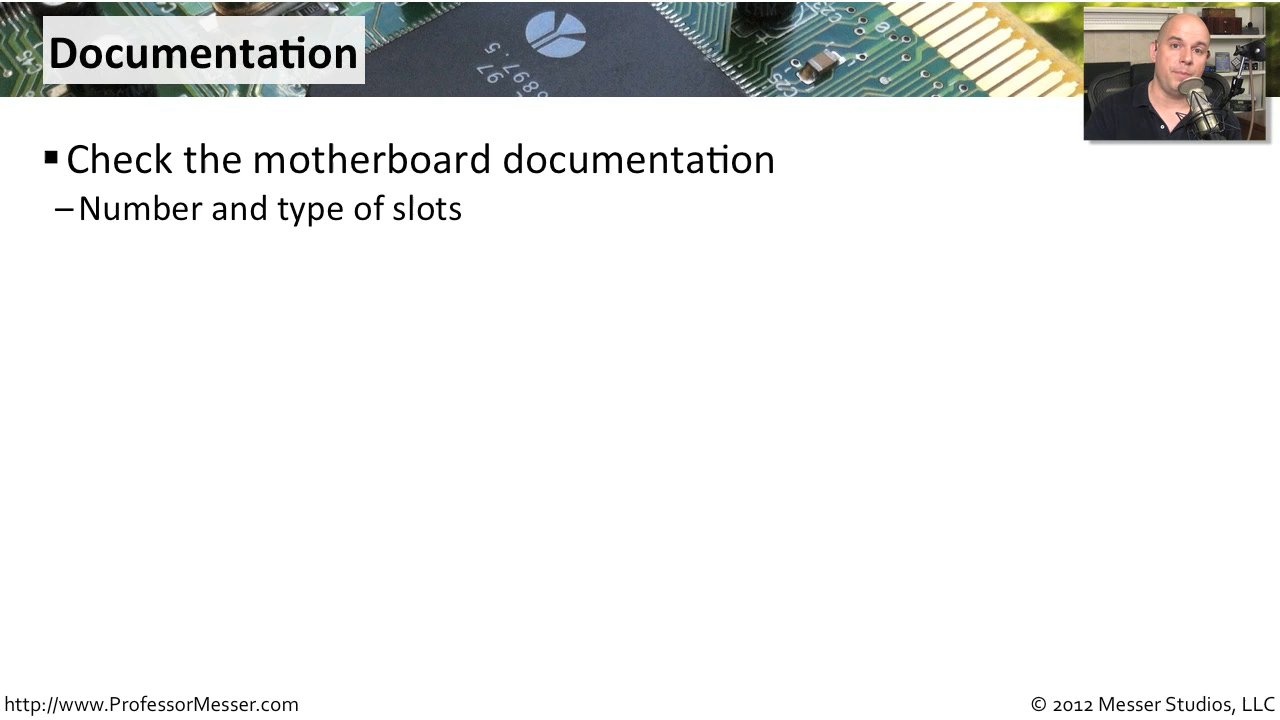 Documentation
▪ Check the motherboard documentation
– Number and type of slots
http://www.ProfessorMesser.com
© 2012 Messer Studios, LLC